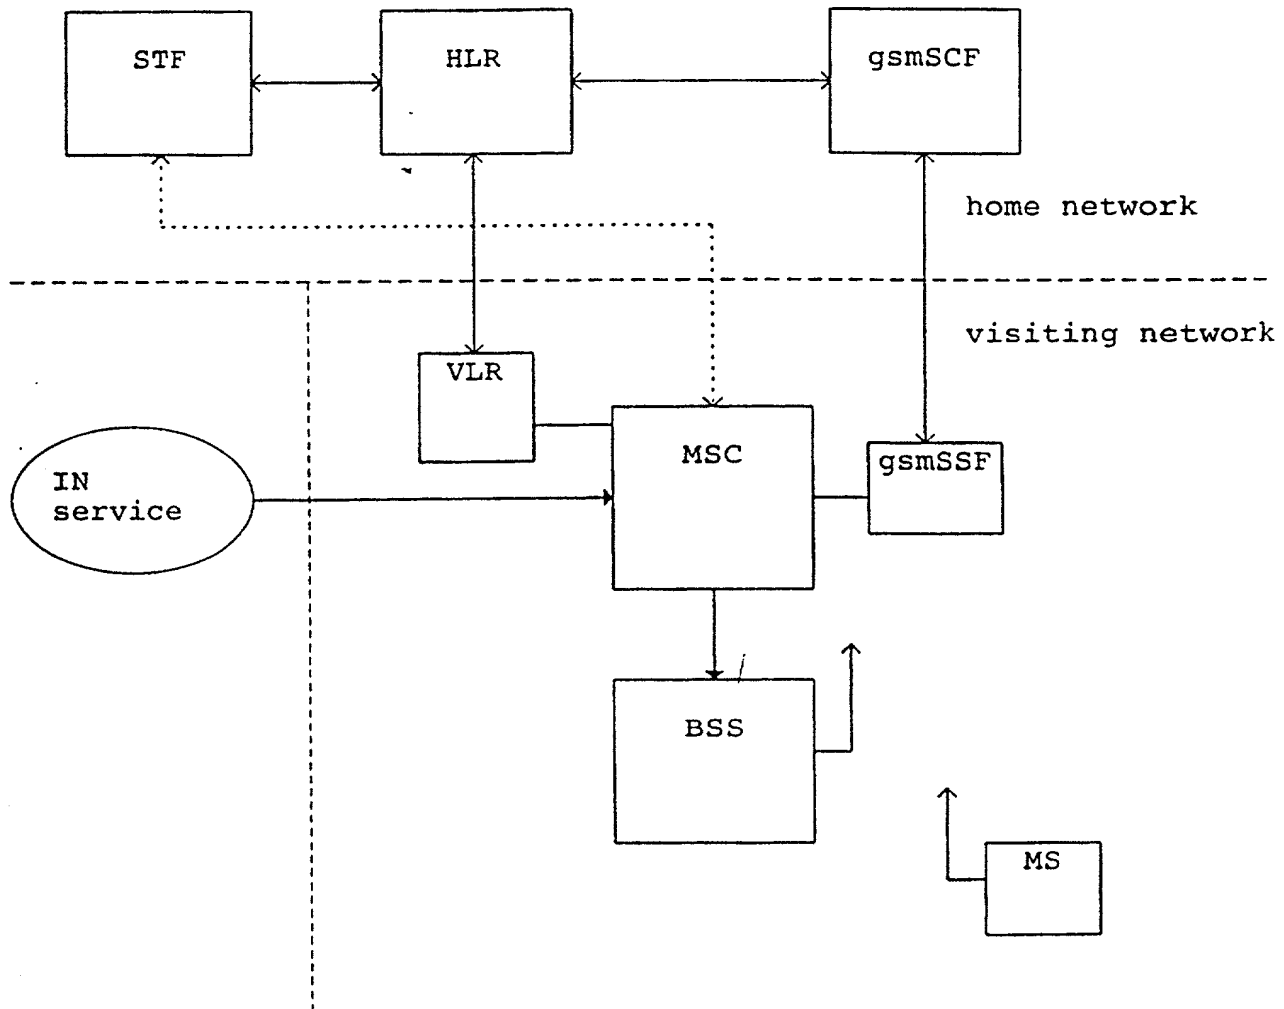 STF
HLR
gsmSCF
home network
visiting network
VLR
MSC
gsmSSF
IN
service
BSS
MS